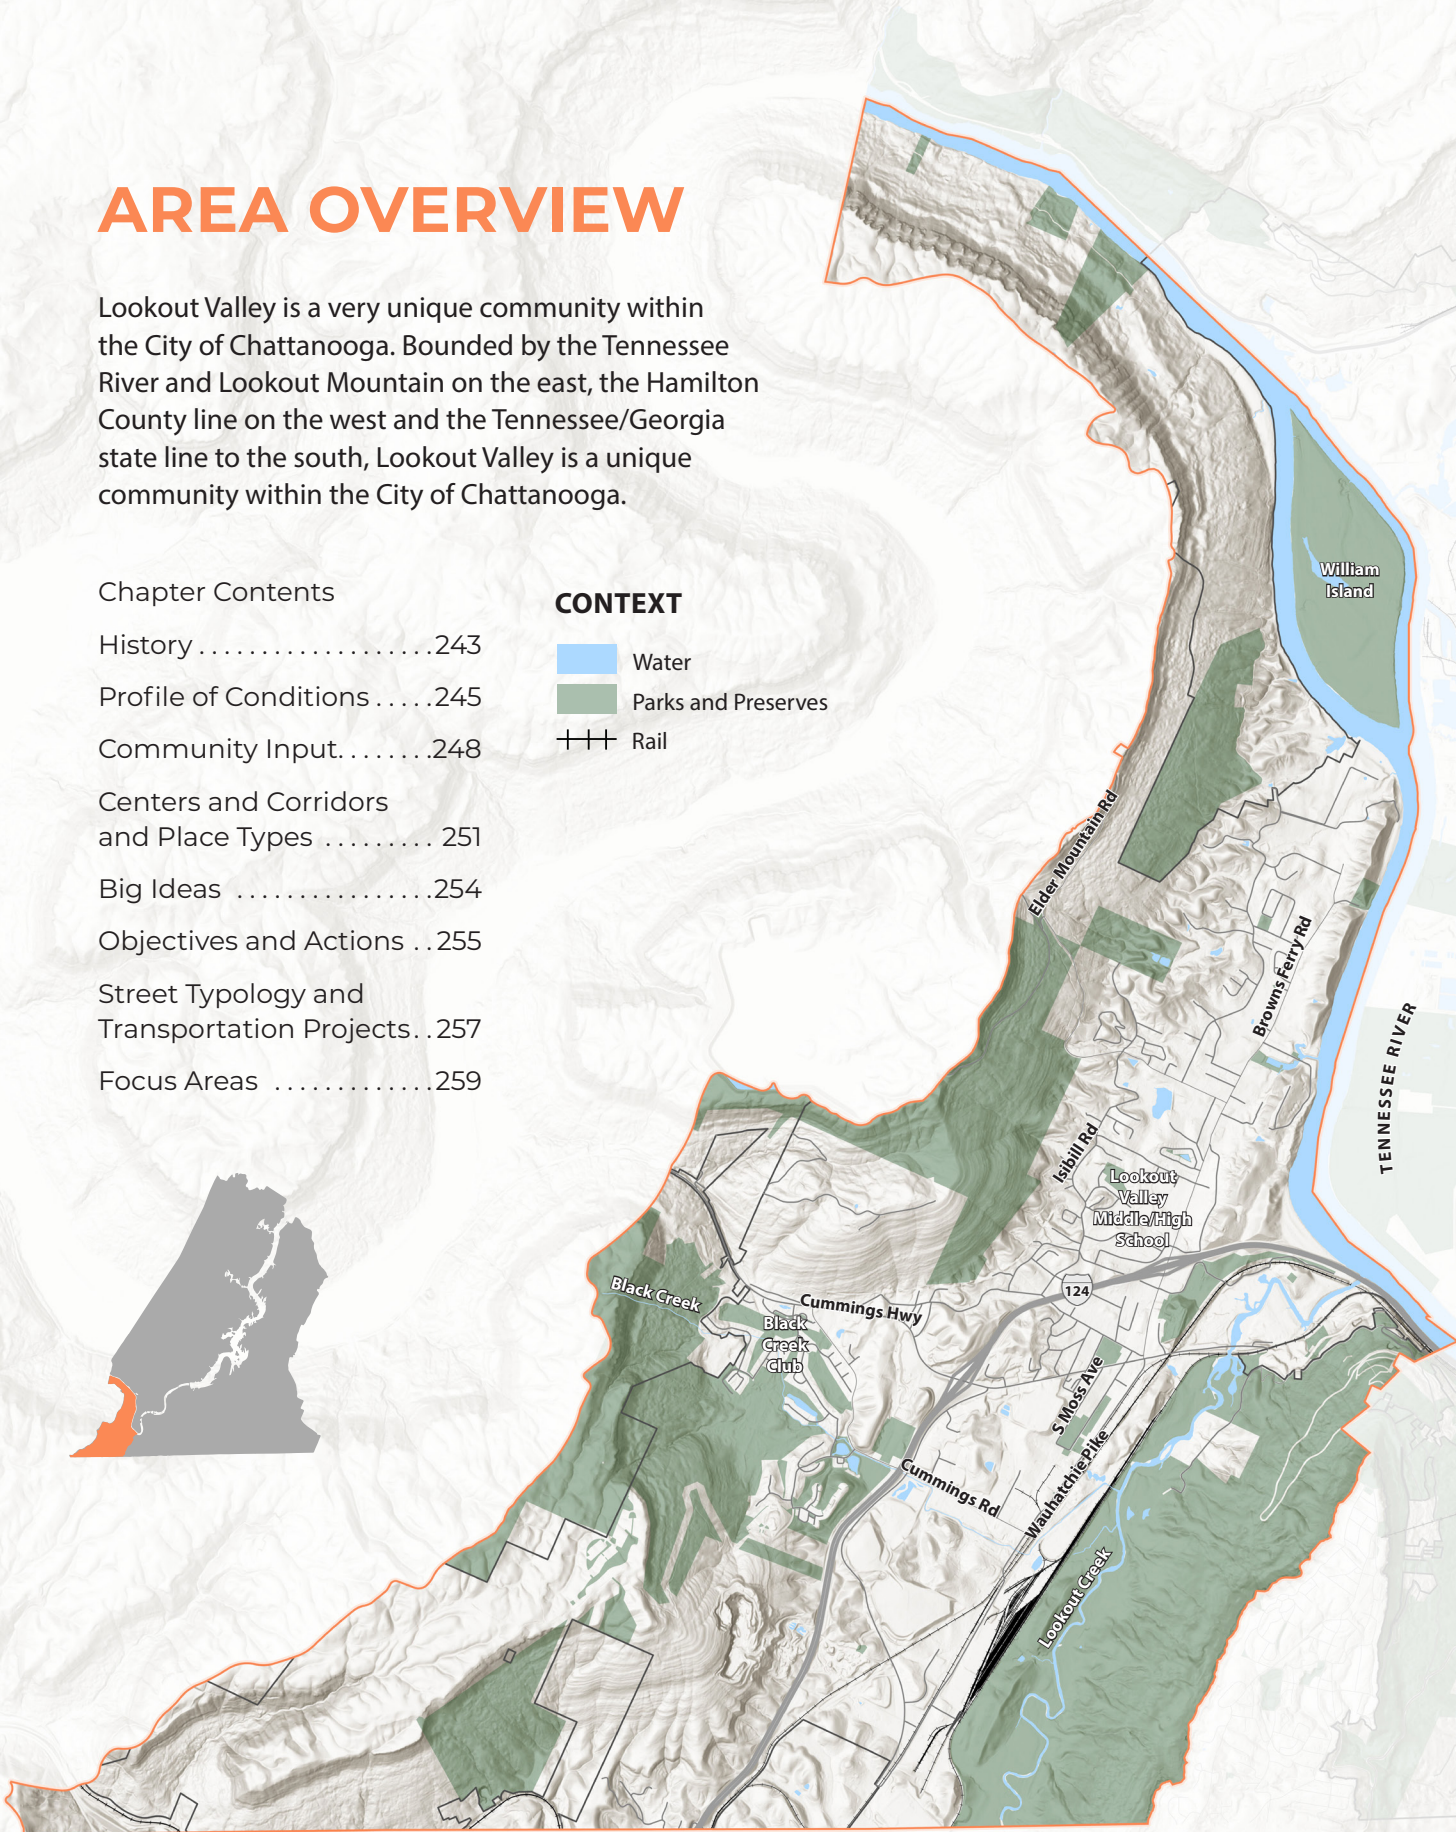 AREA OVERVIEW
Lookout Valley is a very unique community within
the City of Chattanooga. Bounded by the Tennessee
River and Lookout Mountain on the east, the Hamilton
County line on the west and the Tennessee/Georgia
state line to the south, Lookout Valley is a unique
community within the City of Chattanooga.
Chapter Contents
History . . . . . . . . . . . . . . . . . . . 243
Profile of Conditions . . . . . 245
Community Input. . . . . . . . 248
Centers and Corridors
and Place Types . . . . . . . . . 251
Big Ideas . . . . . . . . . . . . . . . . 254
Objectives and Actions . . 255
Street Typology and
Transportation Projects . . 257
Focus Areas . . . . . . . . . . . . . 259
CONTEXT
Water
Parks and Preserves
Rail
William
Island
Elder Mountain Rd
Browns Ferry Rd
TENNESSEE RIVER
Isibill Rd
Lookout
Valley
Middle/High
School
124
Black Creek
Cummings Hwy
Black
Creek
Club
S Moss Ave
Cummings Rd
Wauhatchie Pike
Lookout Creek